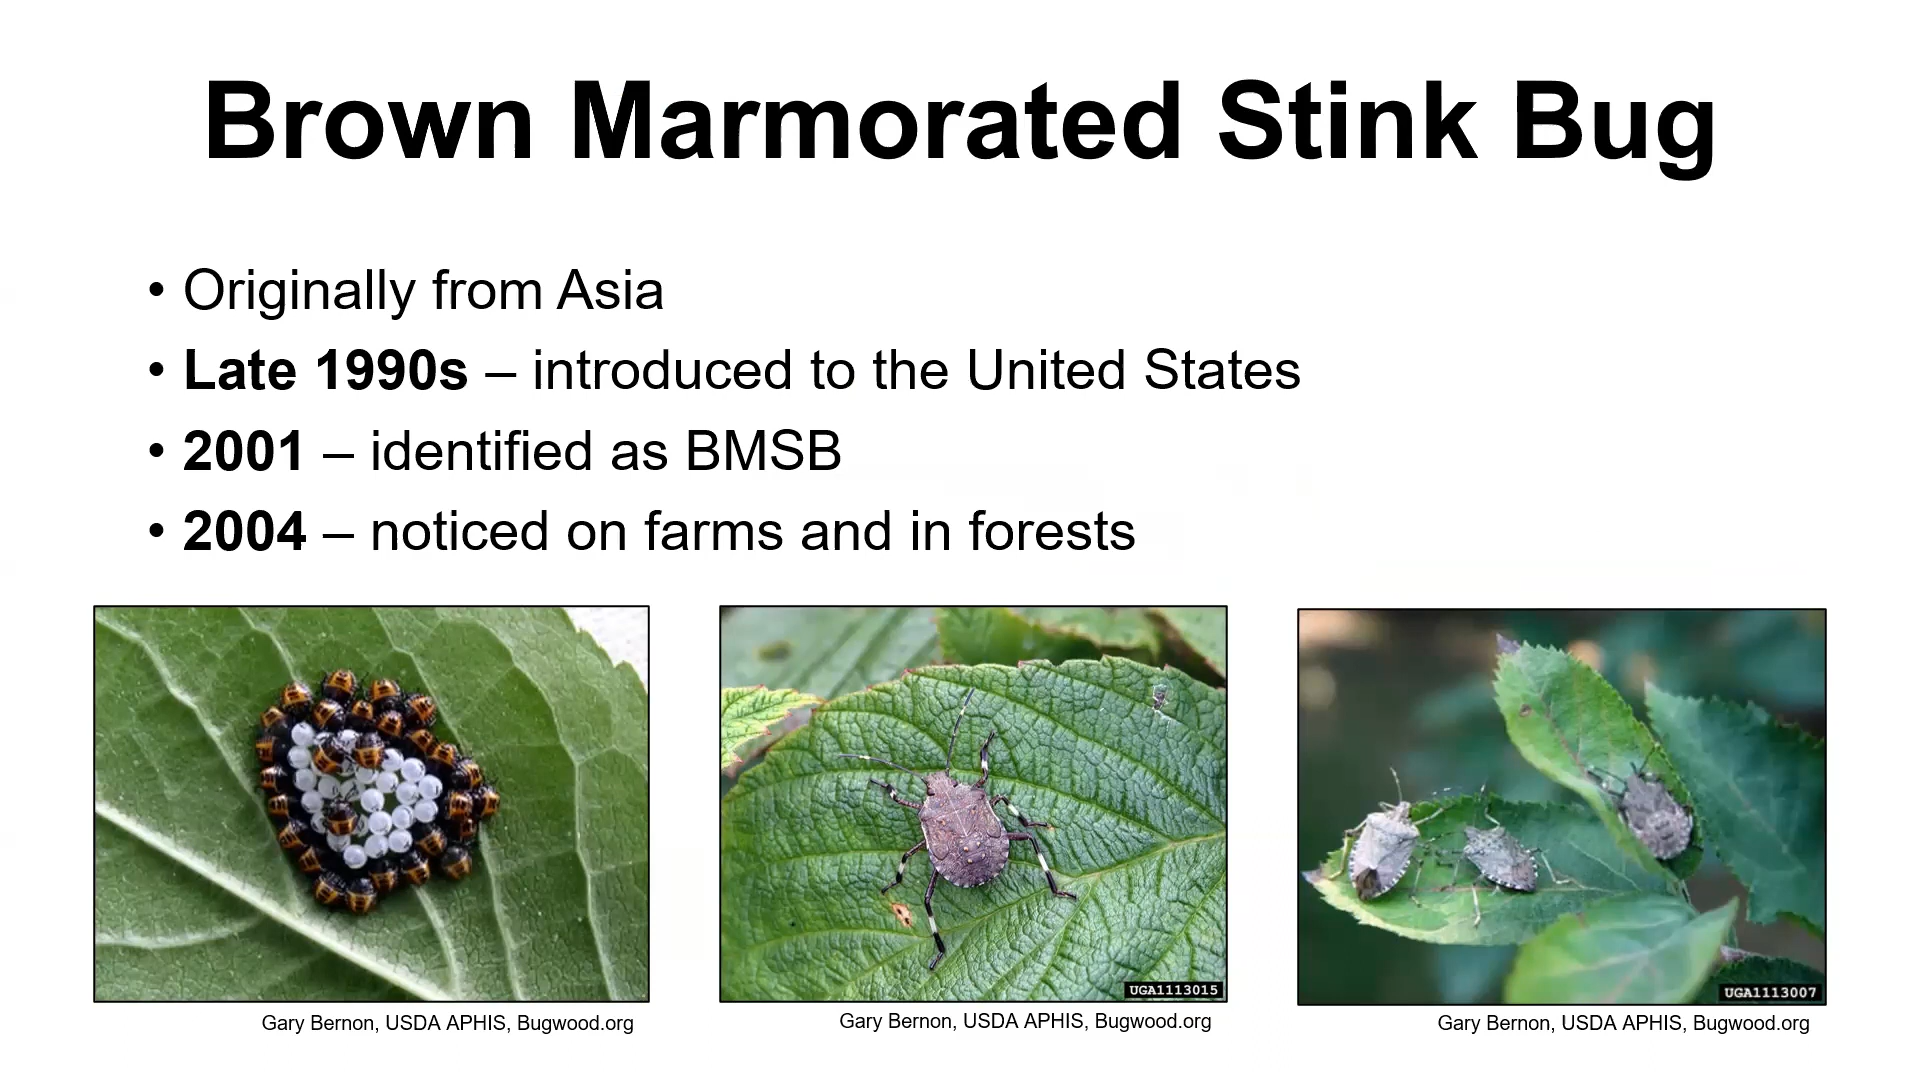 Brown Marmorated Stink Bug
• Originally from Asia
• Late 1990s – introduced to the United States
• 2001 – identified as BMSB
• 2004 – noticed on farms and in forests
UGA1113015
UGA1113007
Gary Bernon, USDA APHIS, Bugwood.org
Gary Bernon, USDA APHIS, Bugwood.org
Gary Bernon, USDA APHIS, Bugwood.org